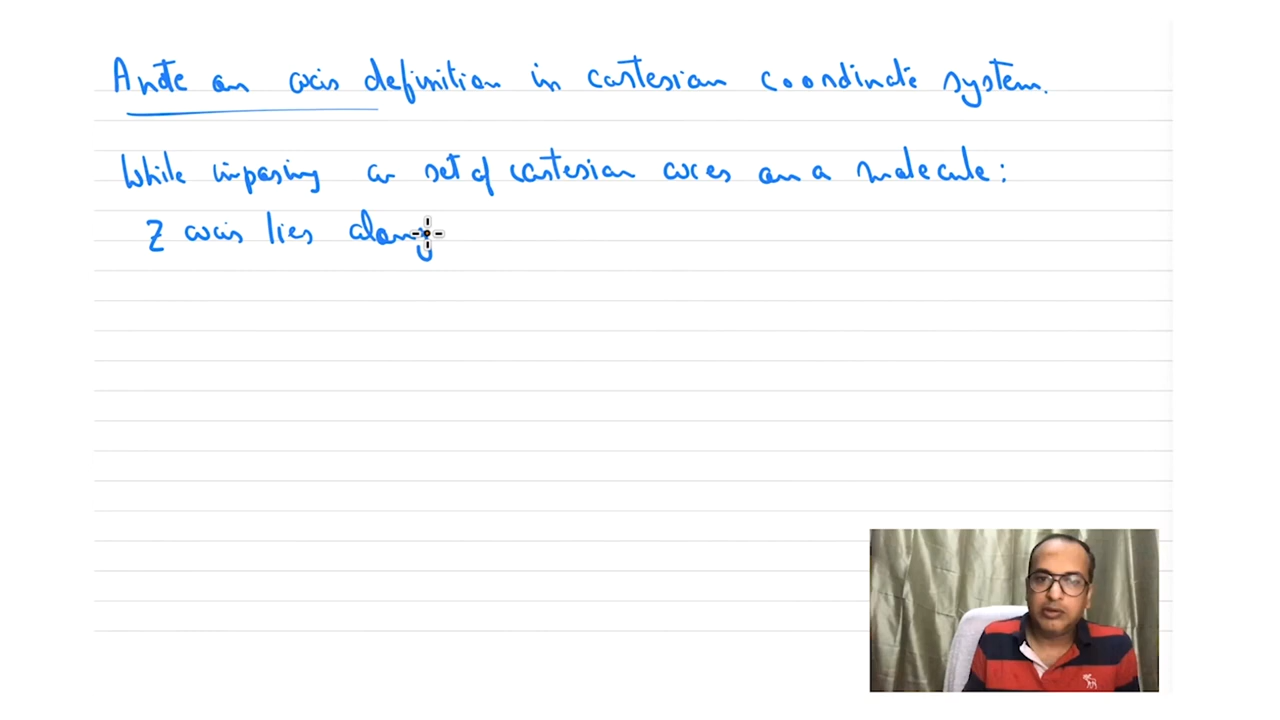 A note on axis definition in cartesian coordinate system.
While imposing a set of cartesian axes on a molecule:
Z axis lies along